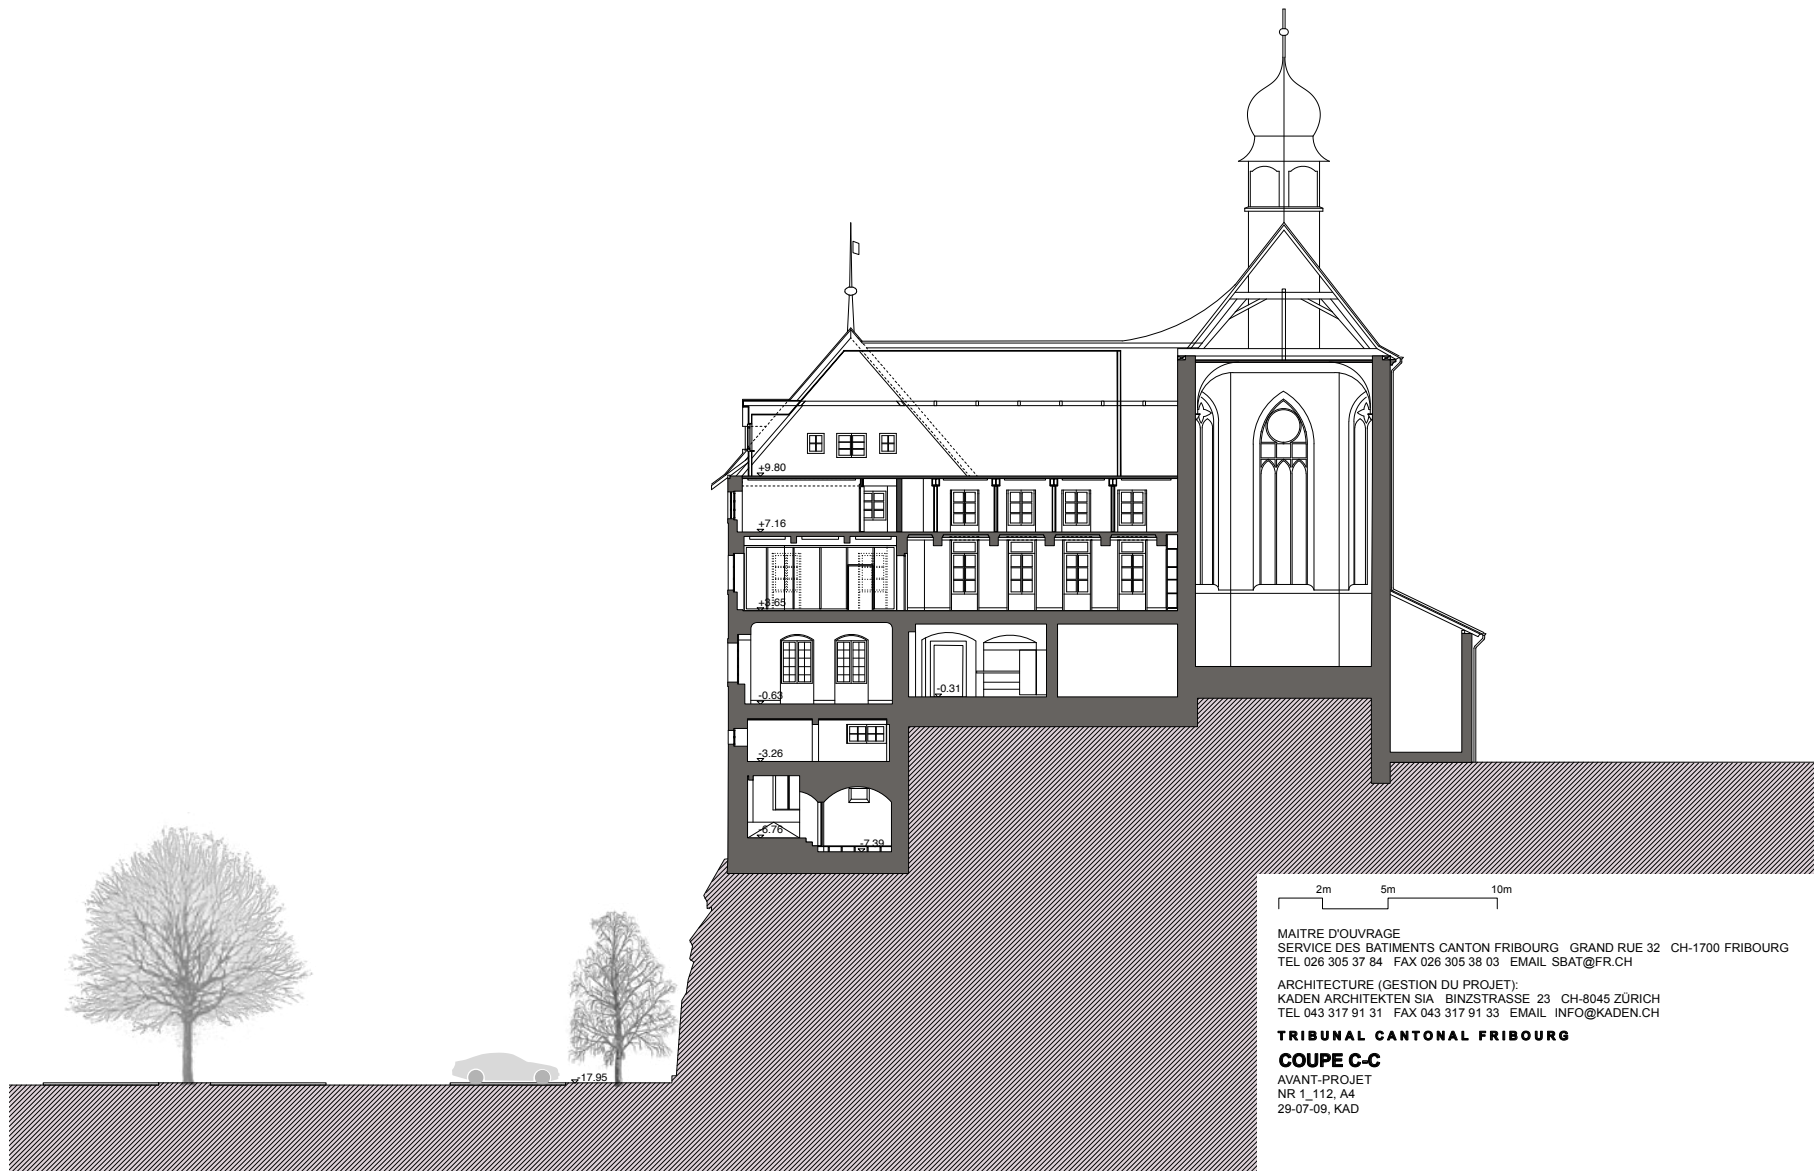 +9.80
+7.16
+3.65
-0.63
-0.31
-3.26
-6.76
-7.39
-17.95
2m 5m 10m
MAITRE D'OUVRAGE
SERVICE DES BATIMENTS CANTON FRIBOURG GRAND RUE 32 CH-1700 FRIBOURG
TEL 026 305 37 84 FAX 026 305 38 03 EMAIL SBAT@FR.CH
ARCHITECTURE (GESTION DU PROJET):
KADEN ARCHITEKTEN SIA BINZSTRASSE 23 CH-8045 ZÜRICH
TEL 043 317 91 31 FAX 043 317 91 33 EMAIL INFO@KADEN.CH
TRIBUNAL CANTONAL FRIBOURG
COUPE C-C
AVANT-PROJET
NR 1_112, A4
29-07-09, KAD